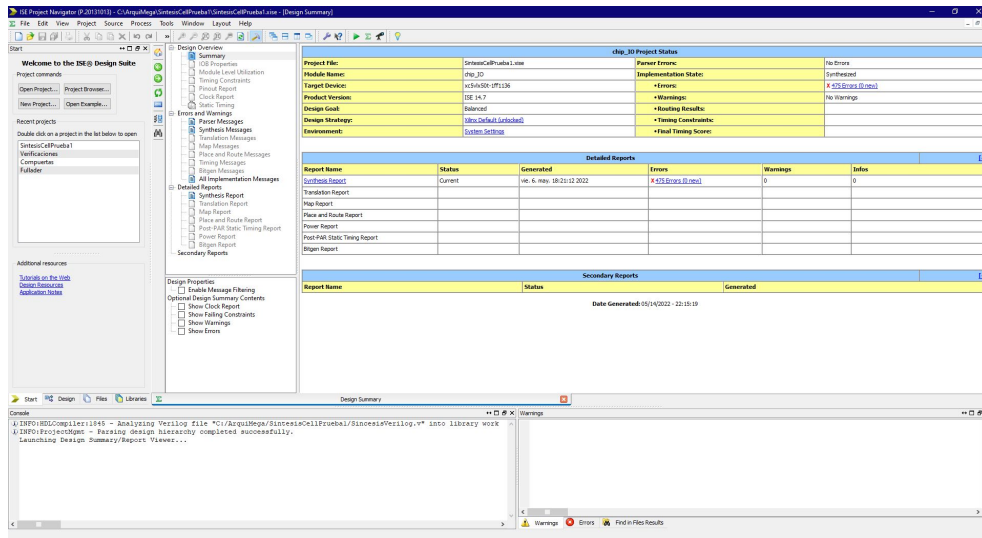 ISE Project Navigator (P.20131013) - C:\ArquiMega\SintesisCellPrueba1\SintesisCellPrueba1.xise - [Design Summary]
File Edit View Project Source Process Tools Window Layout Help
Start
Welcome to the ISE® Design Suite
Project commands
Open Project... Project Browser...
New Project... Open Example...
Recent projects
Double click on a project in the list below to open
SintesisCellPrueba1
Verificaciones
Compuertas
Fullader
Additional resources
Tutorials on the Web
Design Resources
Application Notes
Design Overview
Summary
IOB Properties
Module Level Utilization
Timing Constraints
Pinout Report
Clock Report
Static Timing
Errors and Warnings
Parser Messages
Synthesis Messages
Translation Messages
Map Messages
Place and Route Messages
Timing Messages
Bitgen Messages
All Implementation Messages
Detailed Reports
Synthesis Report
Translation Report
Map Report
Place and Route Report
Post-PAR Static Timing Report
Power Report
Bitgen Report
Secondary Reports
Design Properties
Enable Message Filtering
Optional Design Summary Contents
Show Clock Report
Show Failing Constraints
Show Warnings
Show Errors
chip_IO Project Status
Project File: SintesisCellPrueba1.xise Parser Errors: No Errors
Module Name: chip_IO Implementation State: Synthesized
Target Device: xc5vlx50t-1ff1136 •Errors: X 475 Errors (0 new)
Product Version: ISE 14.7 •Warnings: No Warnings
Design Goal: Balanced •Routing Results:
Design Strategy: Xilinx Default (unlocked) •Timing Constraints:
Environment: System Settings •Final Timing Score:
Detailed Reports
Report Name Status Generated Errors Warnings Infos
Synthesis Report Current vie. 6. may. 18:21:12 2022 X 475 Errors (0 new) 0 0
Translation Report
Map Report
Place and Route Report
Power Report
Post-PAR Static Timing Report
Bitgen Report
Secondary Reports
Report Name Status Generated
Date Generated: 05/14/2022 - 22:15:19
Start Design Files Libraries Design Summary
Console
INFO:HDLCompiler:1845 - Analyzing Verilog file "C:/ArquiMega/SintesisCellPrueba1/SincesisVerilog.v" into library work
INFO:ProjectMgmt - Parsing design hierarchy completed successfully.
Launching Design Summary/Report Viewer...
Warnings
Warnings Errors Find in Files Results